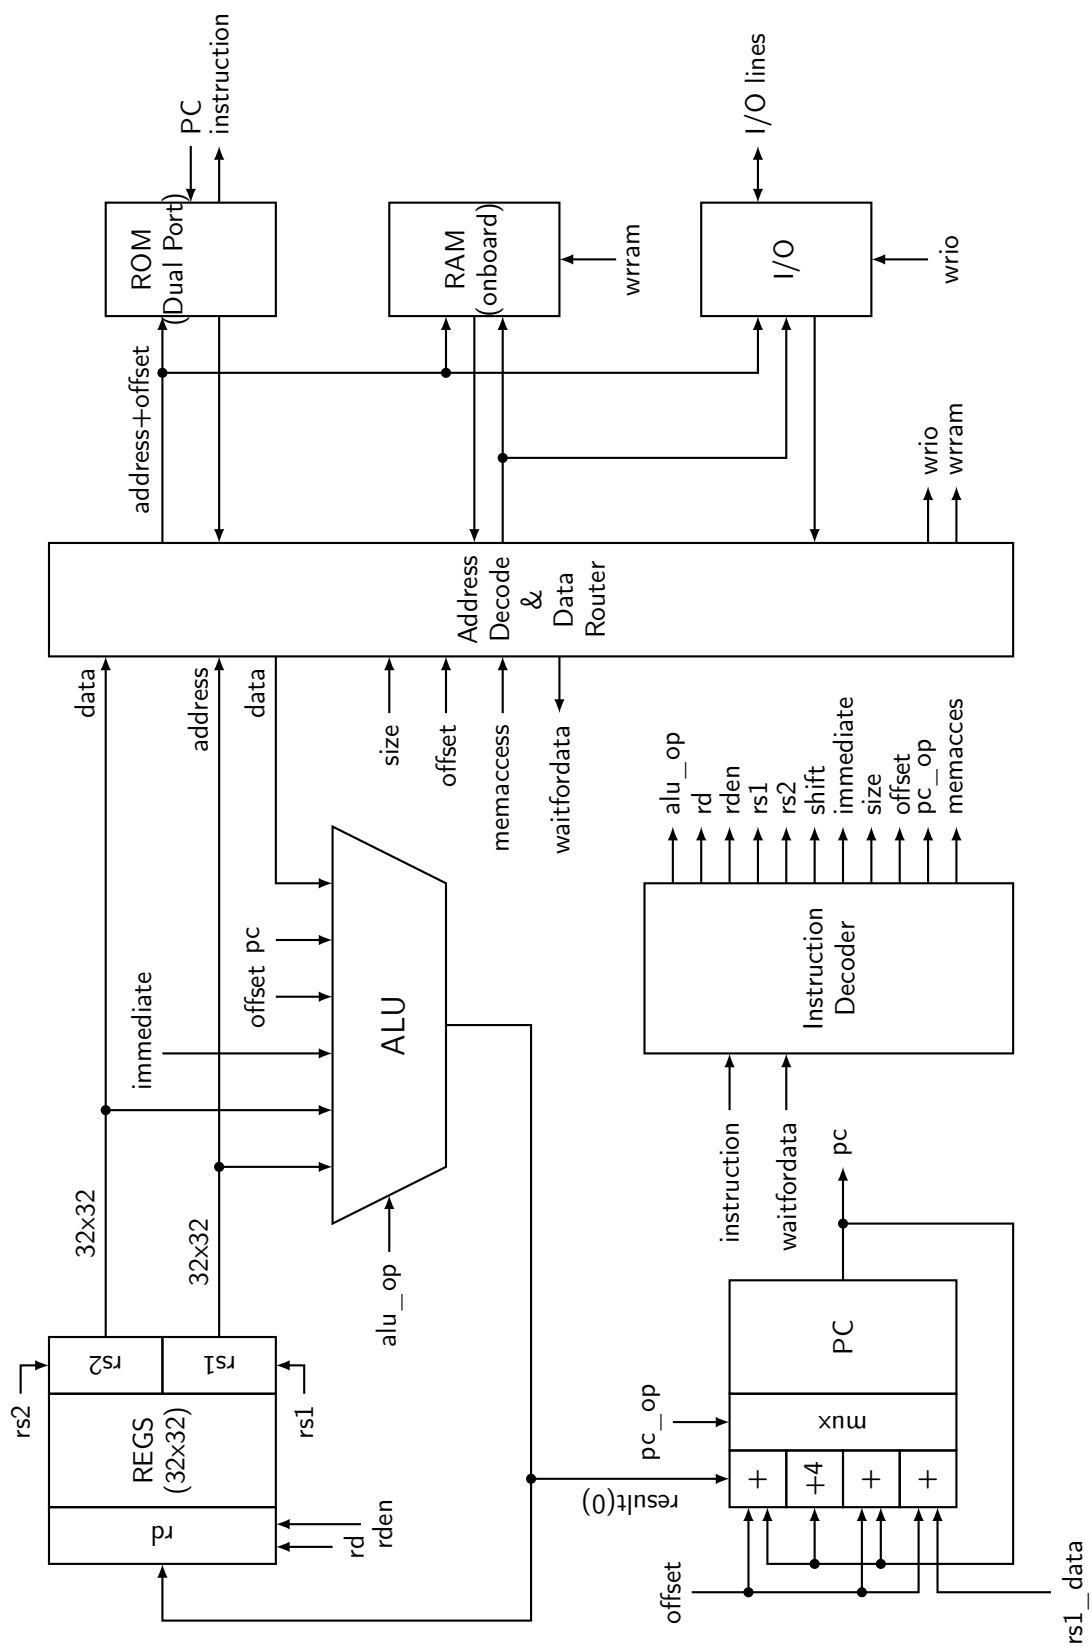 rs2
REGS
(32x32)
rd
rs2
rs1
rs1
rd
rden
32x32
32x32
immediate
offset
pc
data
address
data
alu_op
ALU
size
offset
memaccess
waitfordata
Address
Decode
&
Data
Router
address+offset
ROM
(Dual Port)
PC
instruction
RAM
(onboard)
wrram
I/O
I/O lines
wrio
wrio
wrram
offset
rs1_data
result(0)
pc_op
+
+4
+
+
mux
PC
pc
instruction
waitfordata
Instruction
Decoder
alu_op
rd
rden
rs1
rs2
shift
immediate
size
offset
pc_op
memacces